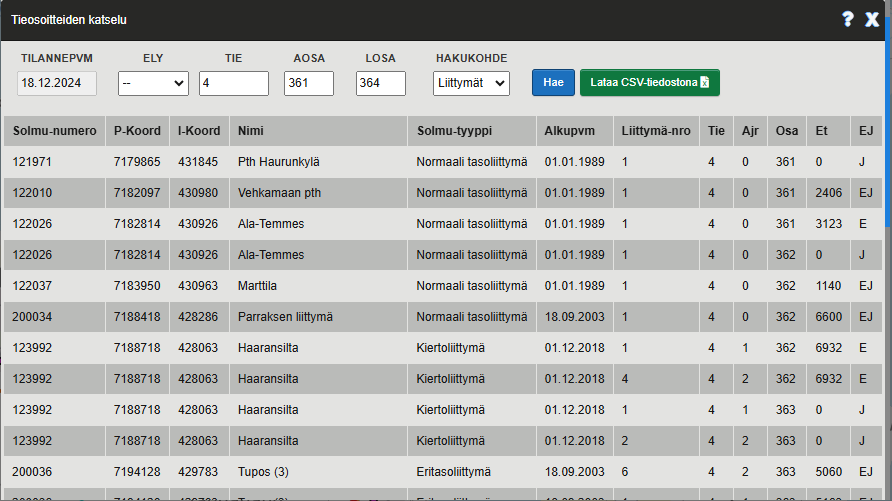 Tieosoitteiden katselu ? X
TILANNEPVM ELY TIE AOSA LOSA HAKUKOHDE
18.12.2024 -- 4 361 364 Liittymät Hae Lataa CSV-tiedostona
Solmu-numero P-Koord I-Koord Nimi Solmu-tyyppi Alkupvm Liittymä-nro Tie Ajr Osa Et EJ
121971 7179865 431845 Pth Haurunkylä Normaali tasoliittymä 01.01.1989 1 4 0 361 0 J
122010 7182097 430980 Vehkamaan pth Normaali tasoliittymä 01.01.1989 1 4 0 361 2406 EJ
122026 7182814 430926 Ala-Temmes Normaali tasoliittymä 01.01.1989 1 4 0 361 3123 E
122026 7182814 430926 Ala-Temmes Normaali tasoliittymä 01.01.1989 1 4 0 362 0 J
122037 7183950 430963 Marttila Normaali tasoliittymä 01.01.1989 1 4 0 362 1140 EJ
200034 7188418 428286 Parraksen liittymä Normaali tasoliittymä 18.09.2003 1 4 0 362 6600 EJ
123992 7188718 428063 Haaransilta Kiertoliittymä 01.12.2018 1 4 1 362 6932 E
123992 7188718 428063 Haaransilta Kiertoliittymä 01.12.2018 4 4 2 362 6932 E
123992 7188718 428063 Haaransilta Kiertoliittymä 01.12.2018 1 4 1 363 0 J
123992 7188718 428063 Haaransilta Kiertoliittymä 01.12.2018 2 4 2 363 0 J
200036 7194128 429783 Tupos (3) Eritasoliittymä 18.09.2003 6 4 2 363 5060 EJ